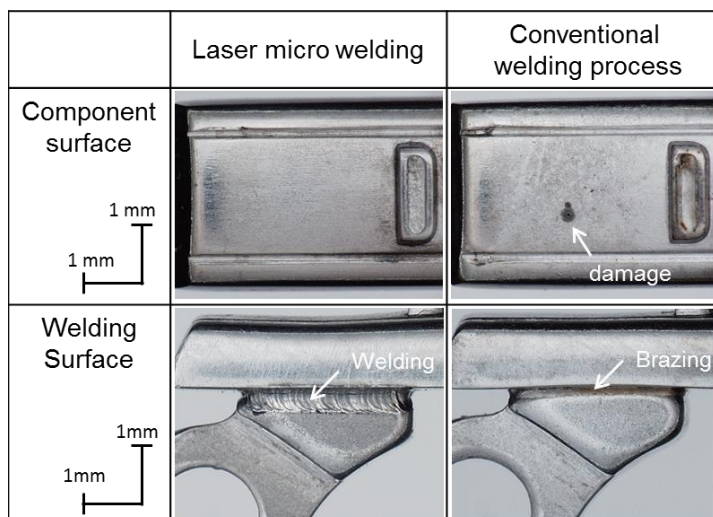 Laser micro welding
Conventional
welding process
Component
surface
1 mm
1 mm
damage
Welding
Surface
1mm
1mm
Welding
Brazing